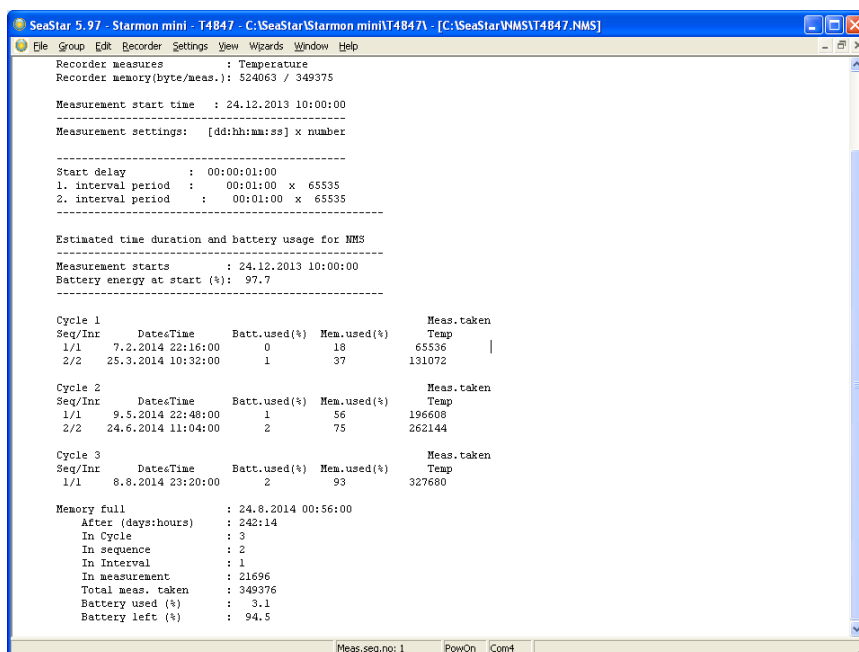 SeaStar 5.97 - Starmon mini - T4847 - C:\SeaStar\Starmon mini\T4847\ - [C:\SeaStar\NMS\T4847.NMS]
File Group Edit Recorder Settings View Wizards Window Help
Recorder measures : Temperature
Recorder memory(byte/meas.): 524063 / 349375
Measurement start time : 24.12.2013 10:00:00
----------------------------------------------
Measurement settings: [dd:hh:mm:ss] x number
----------------------------------------------
Start delay : 00:00:01:00
1. interval period : 00:01:00 x 65535
2. interval period : 00:01:00 x 65535
----------------------------------------------------
Estimated time duration and battery usage for NMS
----------------------------------------------------
Measurement starts : 24.12.2013 10:00:00
Battery energy at start (%): 97.7
----------------------------------------------------
Cycle 1 Meas.taken
Seq/Inr Date&Time Batt.used(%) Mem.used(%) Temp
1/1 7.2.2014 22:16:00 0 18 65536
2/2 25.3.2014 10:32:00 1 37 131072
Cycle 2 Meas.taken
Seq/Inr Date&Time Batt.used(%) Mem.used(%) Temp
1/1 9.5.2014 22:48:00 1 56 196608
2/2 24.6.2014 11:04:00 2 75 262144
Cycle 3 Meas.taken
Seq/Inr Date&Time Batt.used(%) Mem.used(%) Temp
1/1 8.8.2014 23:20:00 2 93 327680
Memory full : 24.8.2014 00:56:00
After (days:hours) : 242:14
In Cycle : 3
In sequence : 2
In Interval : 1
In measurement : 21696
Total meas. taken : 349376
Battery used (%) : 3.1
Battery left (%) : 94.5
Meas.seq.no: 1 PowOn Com4